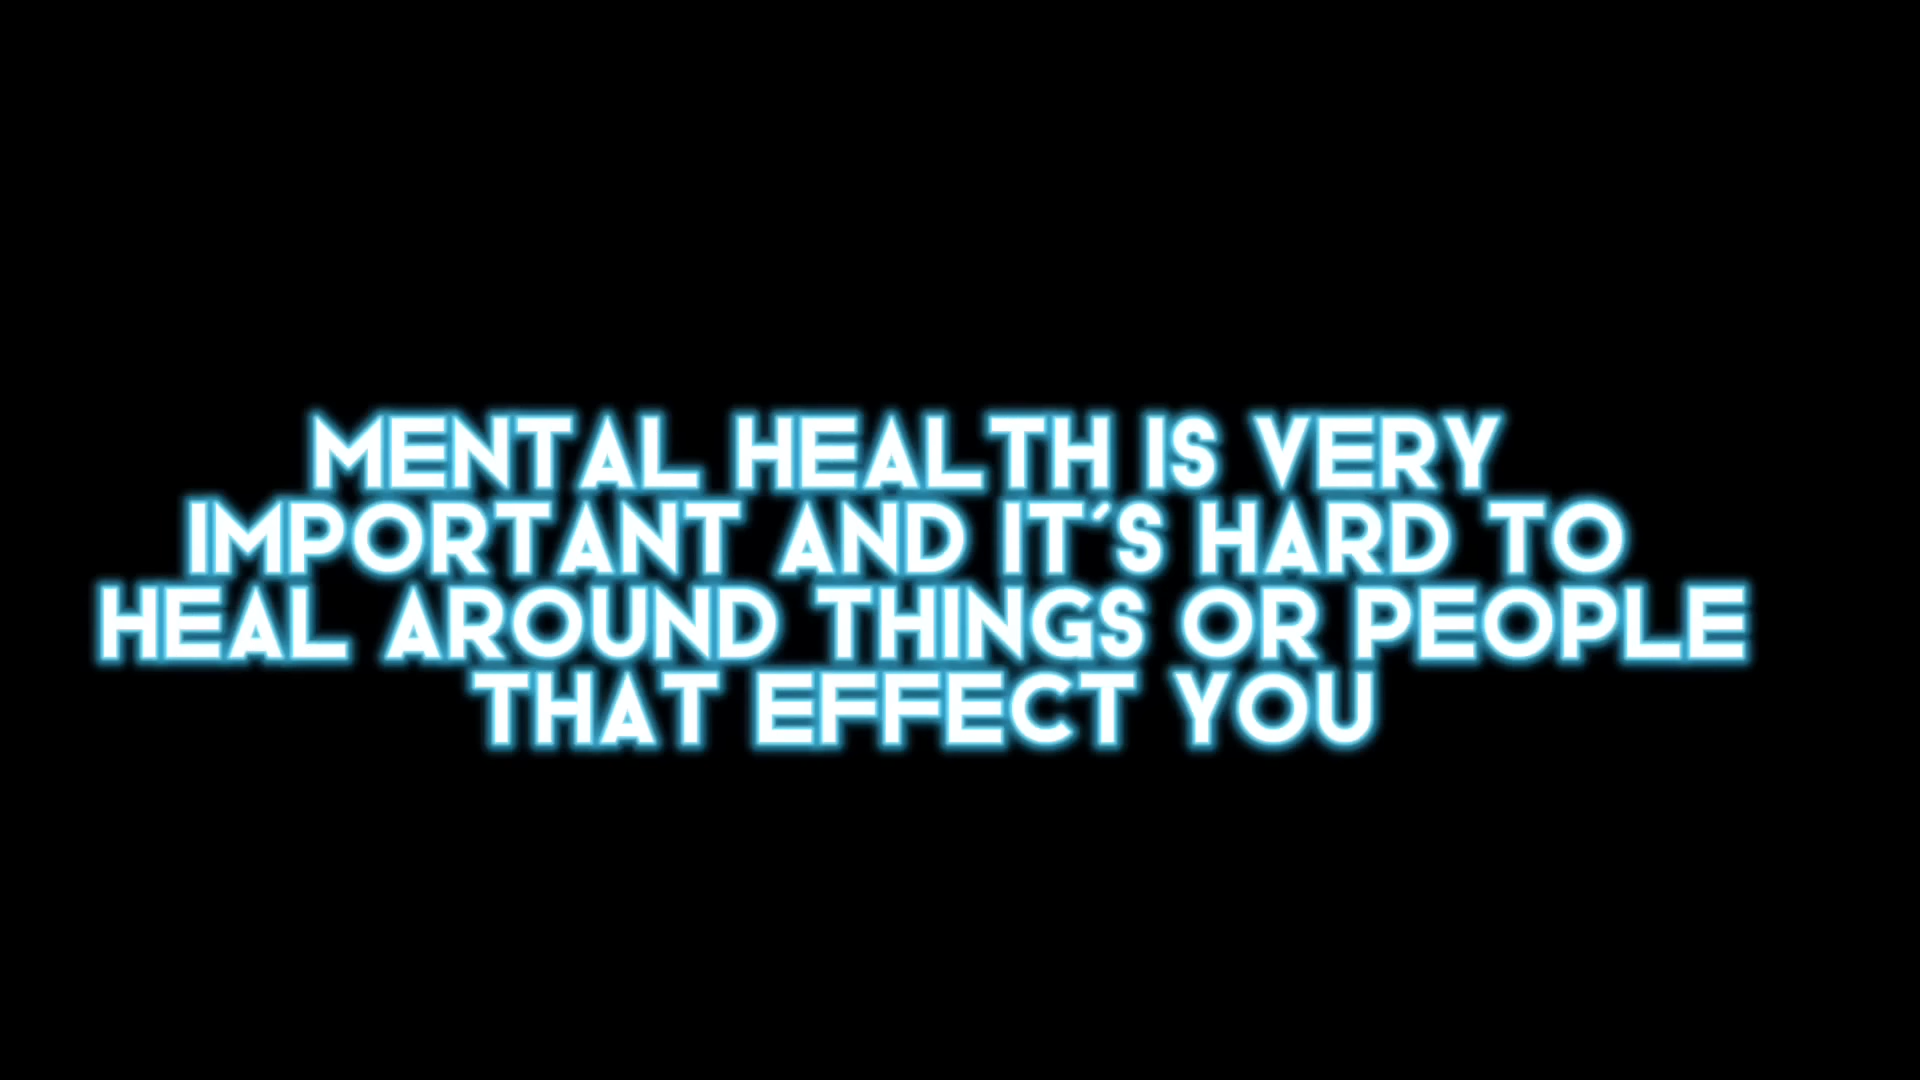 MENTAL HEALTH IS VERY
IMPORTANT AND IT'S HARD TO
HEAL AROUND THINGS OR PEOPLE
THAT EFFECT YOU